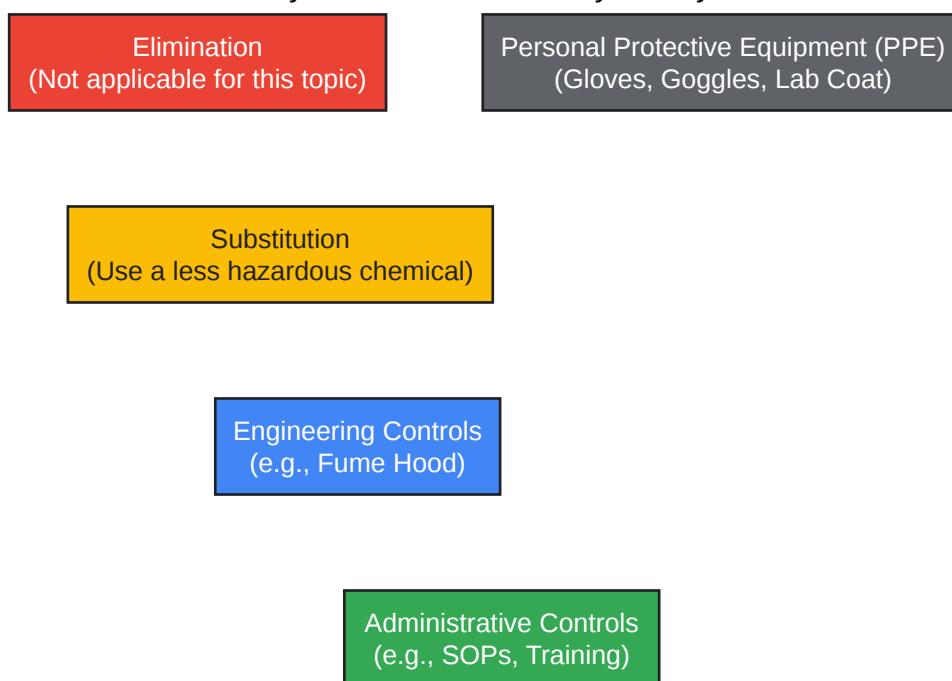 Elimination
(Not applicable for this topic)
Personal Protective Equipment (PPE)
(Gloves, Goggles, Lab Coat)
Substitution
(Use a less hazardous chemical)
Engineering Controls
(e.g., Fume Hood)
Administrative Controls
(e.g., SOPs, Training)